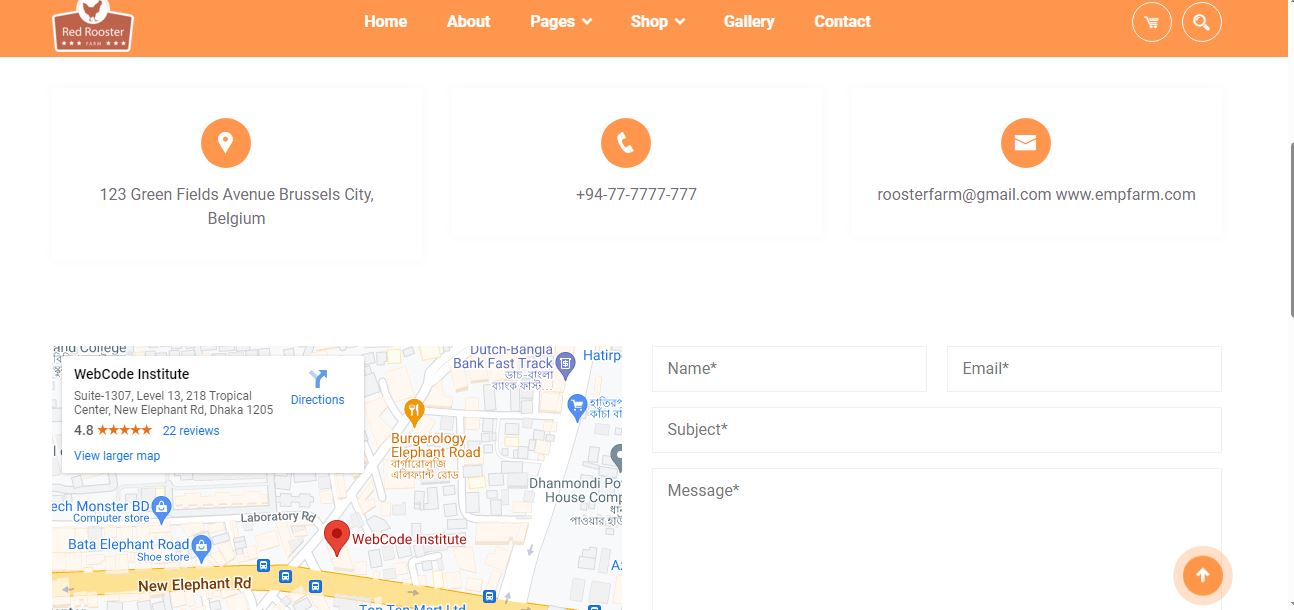 Red Rooster
FARM
Home About Pages Shop Gallery Contact
123 Green Fields Avenue Brussels City,
Belgium
+94-77-7777-777
roosterfarm@gmail.com www.empfarm.com
and College
WebCode Institute
Suite-1307, Level 13, 218 Tropical
Center, New Elephant Rd, Dhaka 1205
Directions
4.8 22 reviews
View larger map
Dutch-Bangla
Bank Fast Track
ডাচ-বাংলা
ব্যাংক ফাস্ট...
Hatirp
কাঁচা বা
Burgerology
Elephant Road
বার্গারোলজি
এলিফ্যান্ট রোড
Dhanmondi Po
House Comp
ধান
পাওয়ার হাউ
ech Monster BD
Computer store
Laboratory Rd
Bata Elephant Road
Shoe store
WebCode Institute
New Elephant Rd
Ton Ton Mart Ltd
Name*
Email*
Subject*
Message*